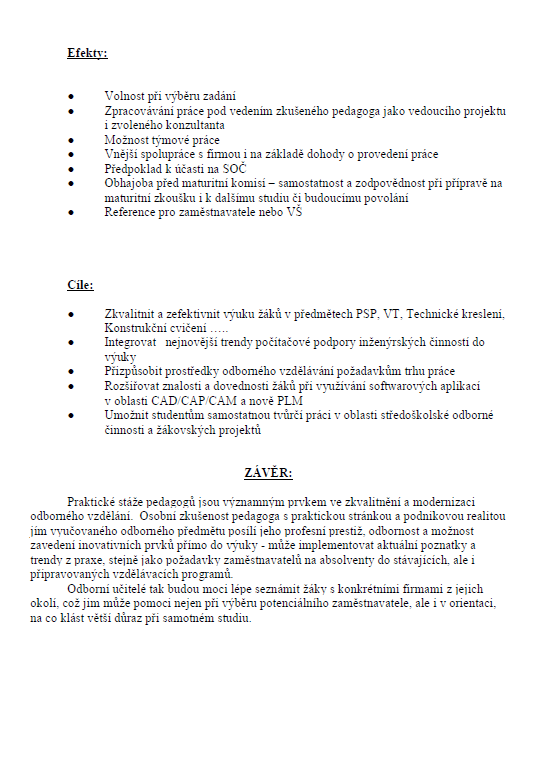 Efekty:
● Volnost při výběru zadání
● Zpracovávání práce pod vedením zkušeného pedagoga jako vedoucího projektu
i zvoleného konzultanta
● Možnost týmové práce
● Vnější spolupráce s firmou i na základě dohody o provedení práce
● Předpoklad k účasti na SOČ
● Obhajoba před maturitní komisí – samostatnost a zodpovědnost při přípravě na
maturitní zkoušku i k dalšímu studiu či budoucímu povolání
● Reference pro zaměstnavatele nebo VŠ
Cíle:
● Zkvalitnit a zefektivnit výuku žáků v předmětech PSP, VT, Technické kreslení,
Konstrukční cvičení …..
● Integrovat nejnovější trendy počítačové podpory inženýrských činností do
výuky
● Přizpůsobit prostředky odborného vzdělávání požadavkům trhu práce
● Rozšiřovat znalosti a dovednosti žáků při využívání softwarových aplikací
v oblasti CAD/CAP/CAM a nově PLM
● Umožnit studentům samostatnou tvůrčí práci v oblasti středoškolské odborné
činnosti a žákovských projektů
ZÁVĚR:
Praktické stáže pedagogů jsou významným prvkem ve zkvalitnění a modernizaci
odborného vzdělání. Osobní zkušenost pedagoga s praktickou stránkou a podnikovou realitou
jím vyučovaného odborného předmětu posílí jeho profesní prestiž, odbornost a možnost
zavedení inovativních prvků přímo do výuky - může implementovat aktuální poznatky a
trendy z praxe, stejně jako požadavky zaměstnavatelů na absolventy do stávajících, ale i
připravovaných vzdělávacích programů.
Odborní učitelé tak budou moci lépe seznámit žáky s konkrétními firmami z jejich
okolí, což jim může pomoci nejen při výběru potenciálního zaměstnavatele, ale i v orientaci,
na co klást větší důraz při samotném studiu.